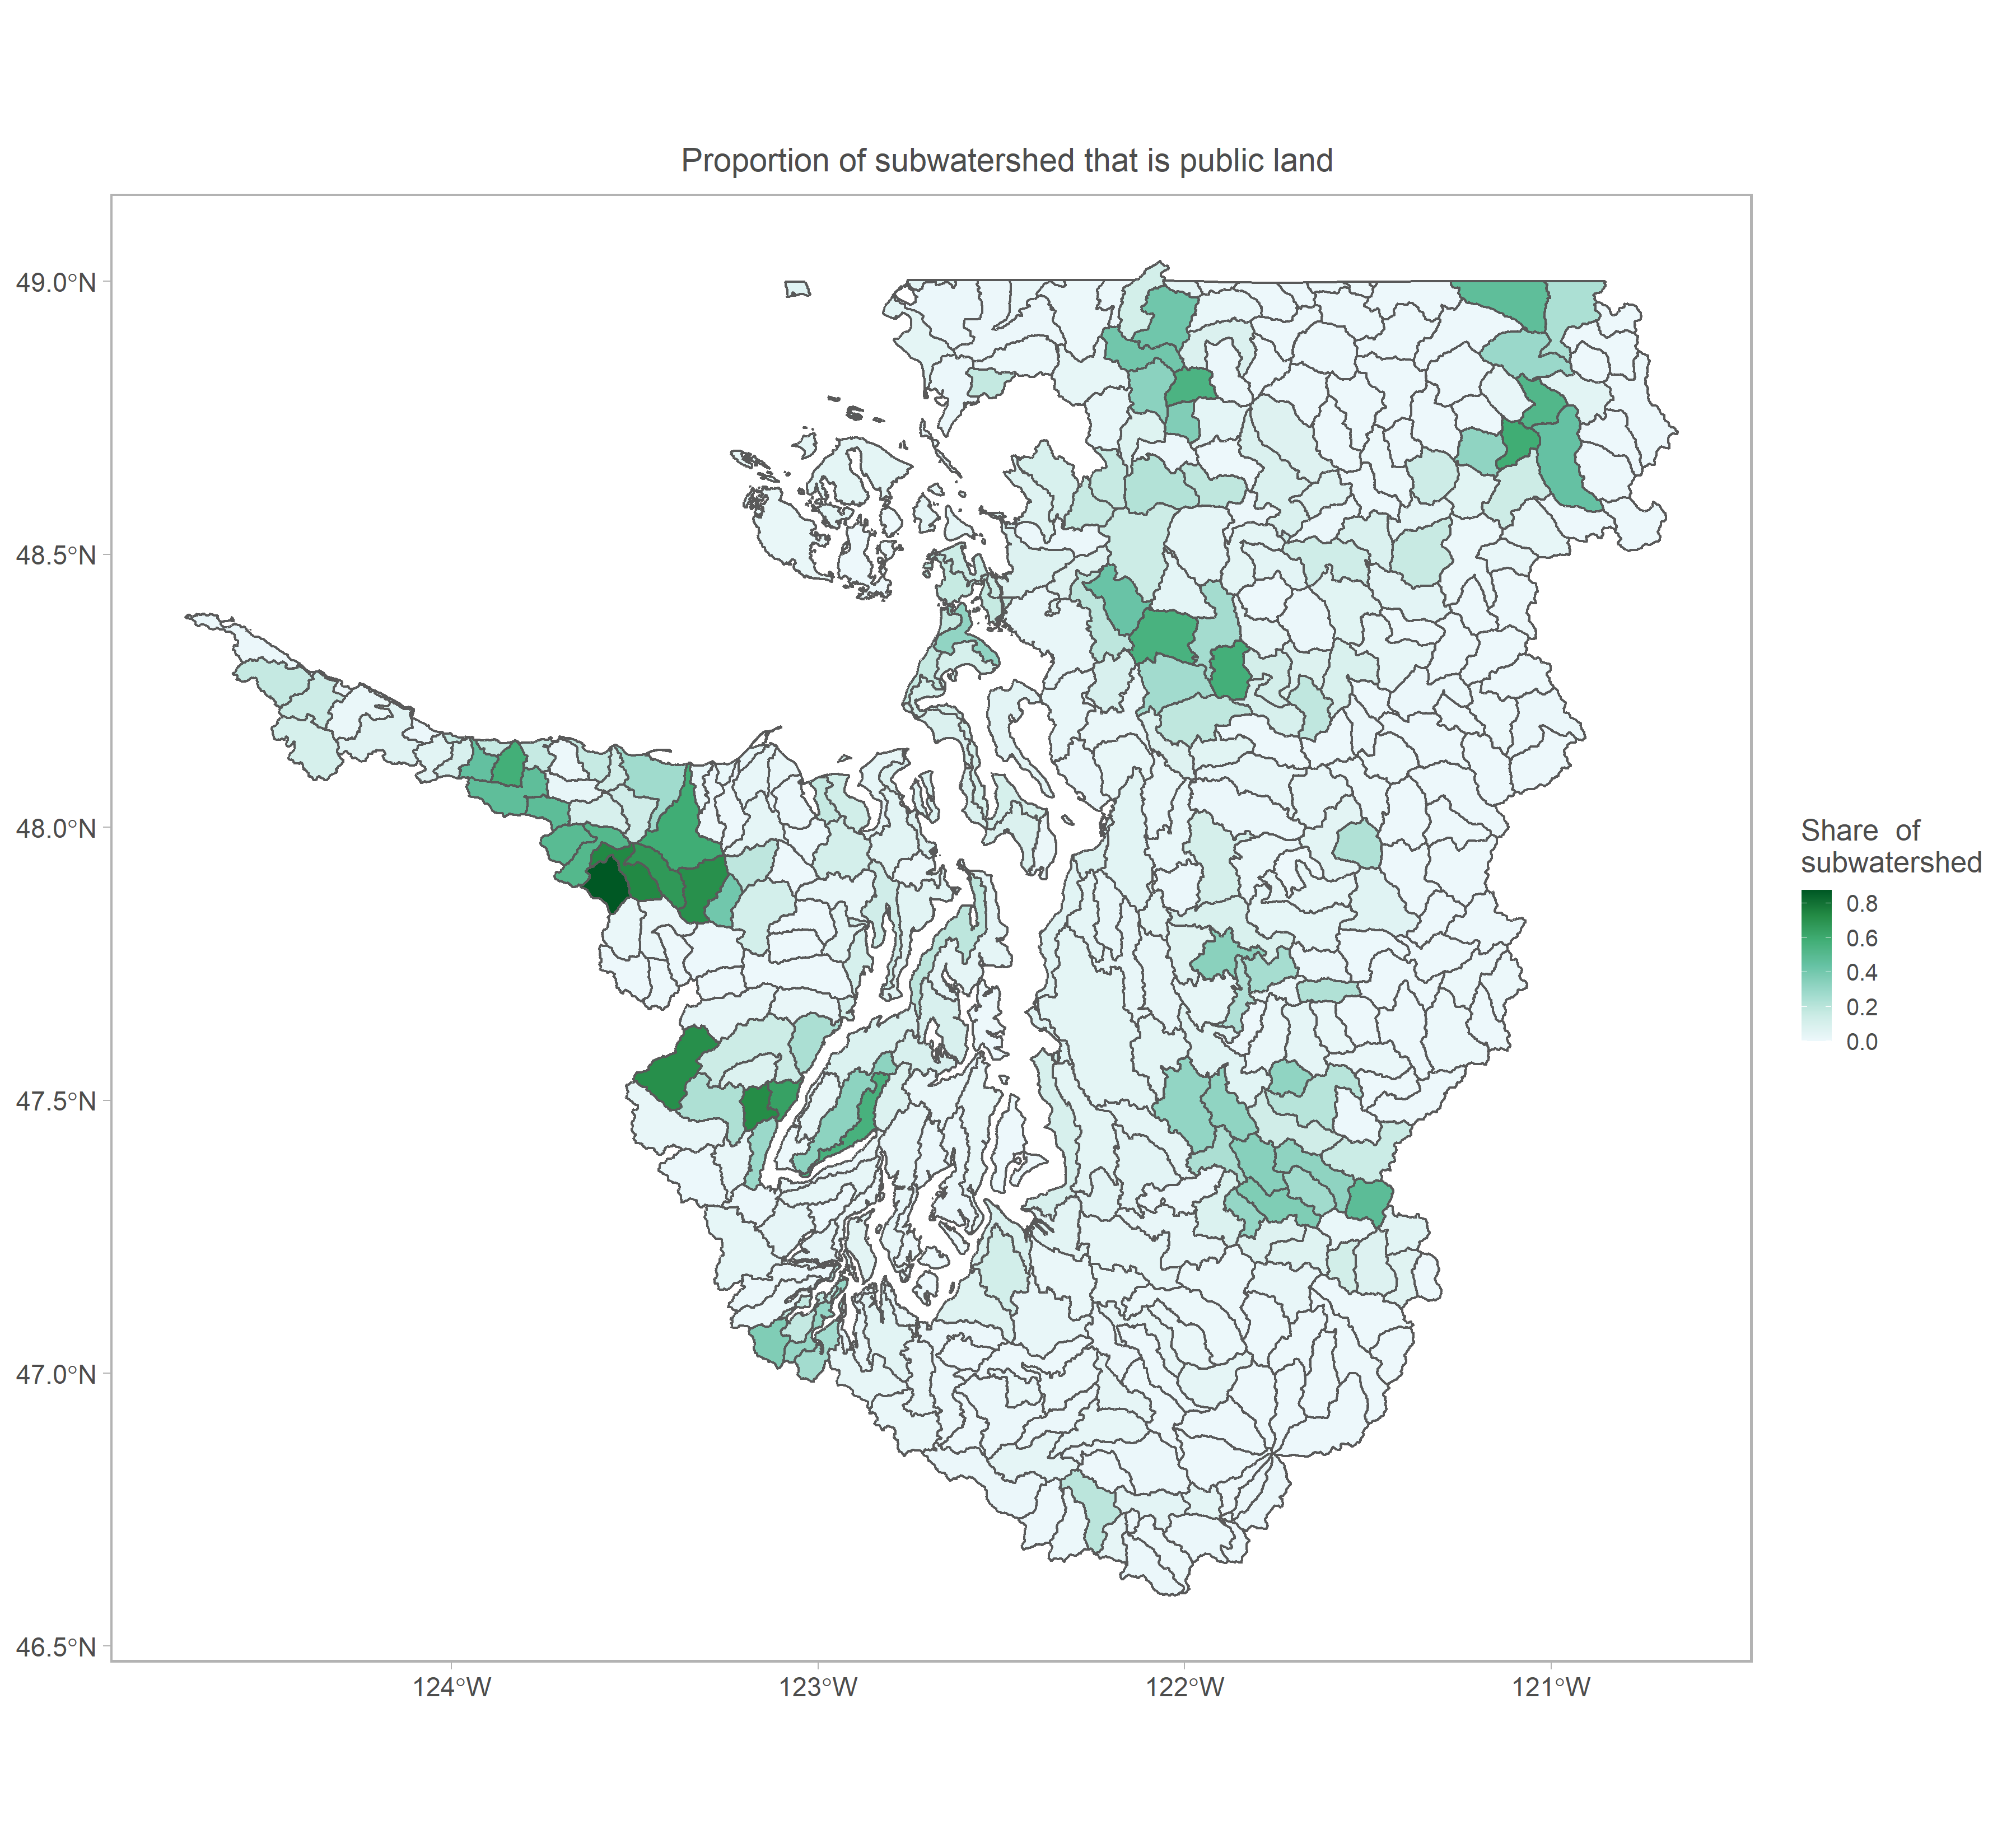 Proportion of subwatershed that is public land
49.0°N
48.5°N
48.0°N
47.5°N
47.0°N
46.5°N
124°W
123°W
122°W
121°W
Share  of
subwatershed
0.8
0.6
0.4
0.2
0.0